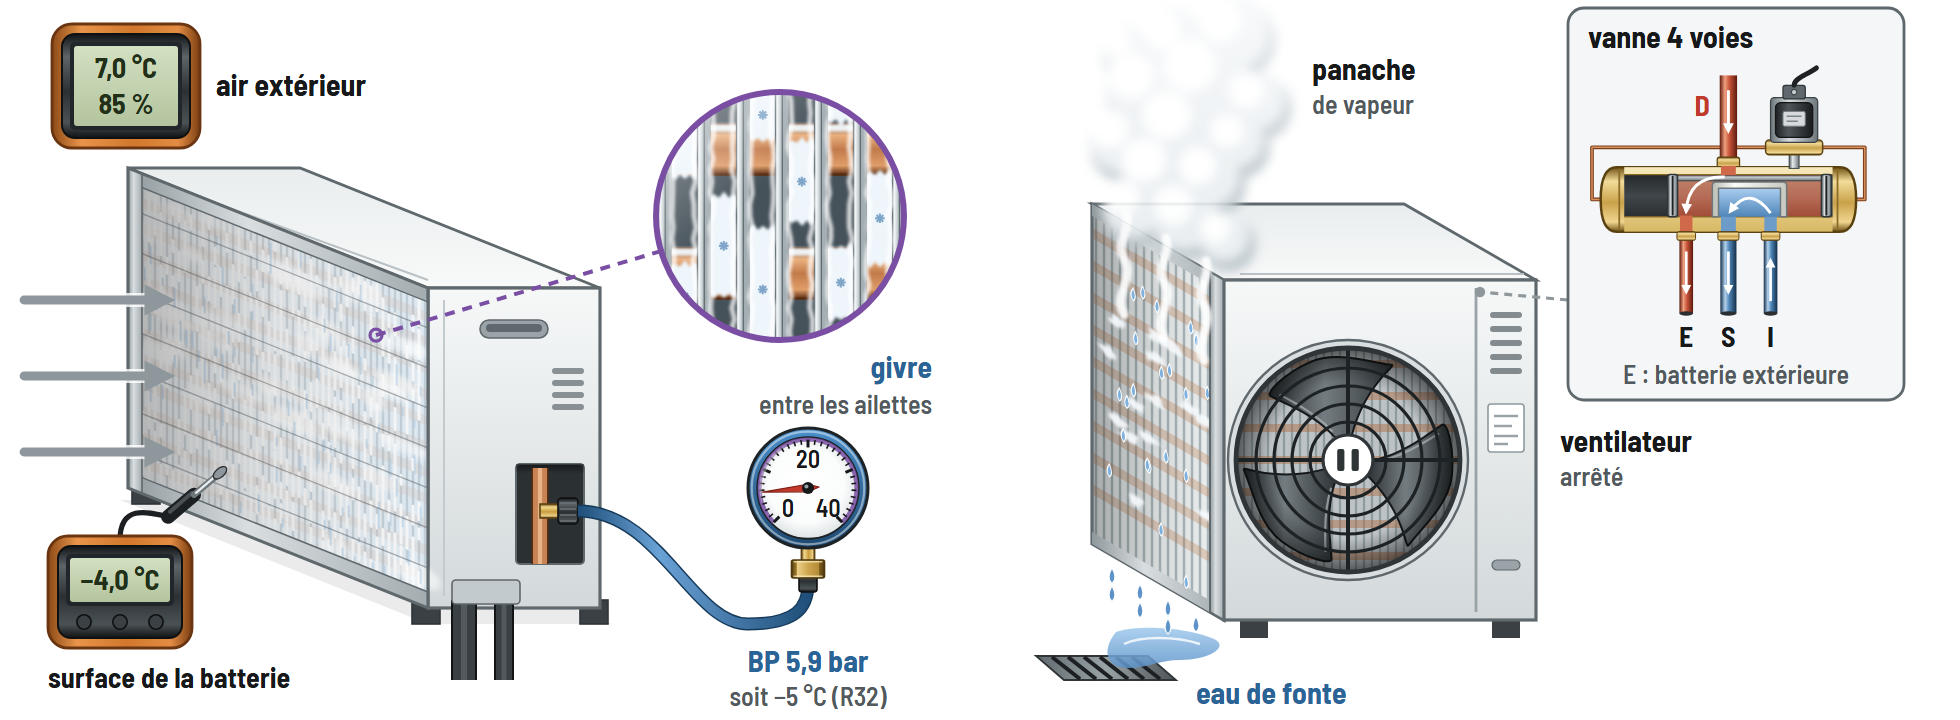 7,0 °C
85 %
air extérieur
–4,0 °C
surface de la batterie
givre
entre les ailettes
20
0
40
BP 5,9 bar
soit –5 °C (R32)
panache
de vapeur
vanne 4 voies
D
E S I
E : batterie extérieure
ventilateur
arrêté
eau de fonte